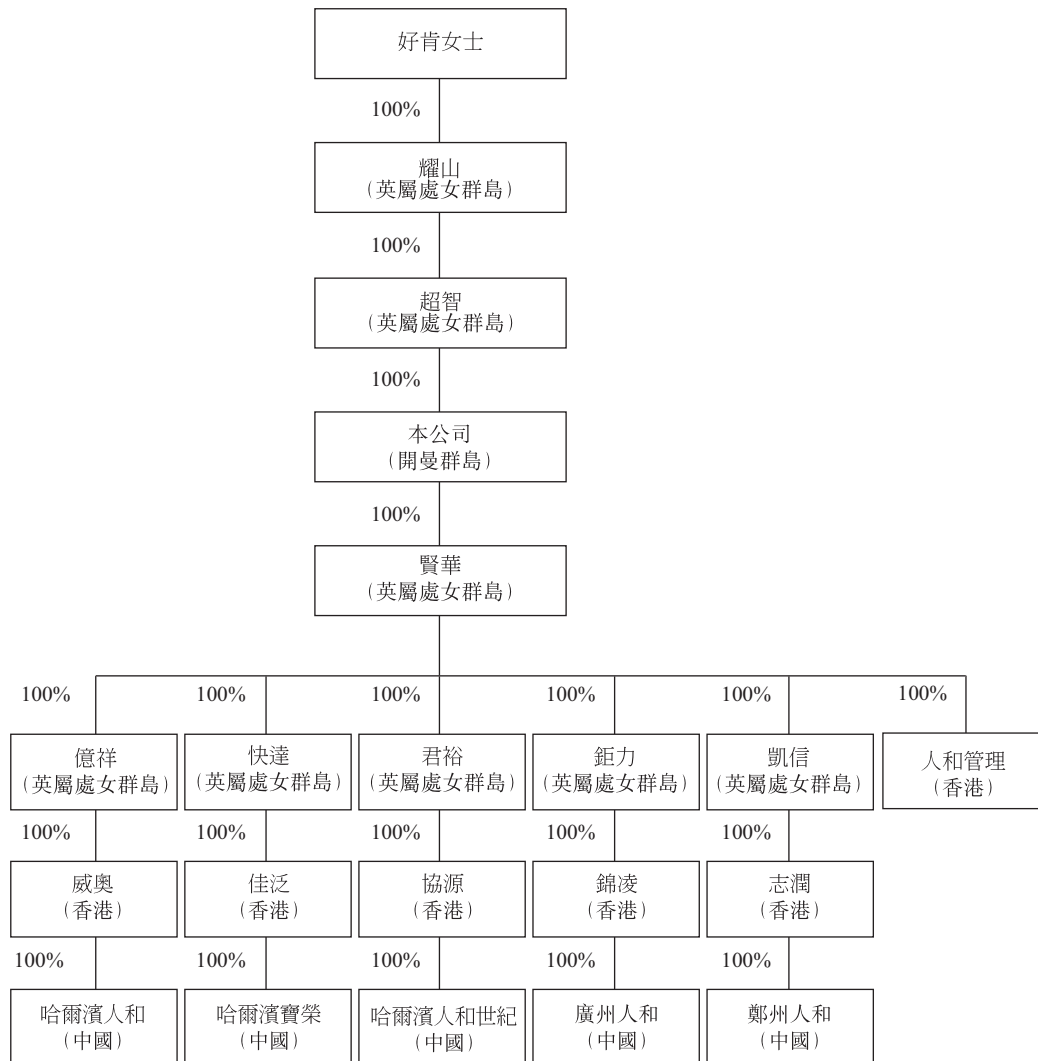 好肯女士
100%
耀山
（英屬處女群島）
100%
超智
（英屬處女群島）
100%
本公司
（開曼群島）
100%
賢華
（英屬處女群島）
100% 100% 100% 100% 100% 100%
億祥 快達 君裕 鉅力 凱信 人和管理
（英屬處女群島） （英屬處女群島） （英屬處女群島） （英屬處女群島） （英屬處女群島） （香港）
100% 100% 100% 100% 100%
威奧 佳泛 協源 錦凌 志潤
（香港） （香港） （香港） （香港） （香港）
100% 100% 100% 100% 100%
哈爾濱人和 哈爾濱寶榮 哈爾濱人和世紀 廣州人和 鄭州人和
（中國） （中國） （中國） （中國） （中國）